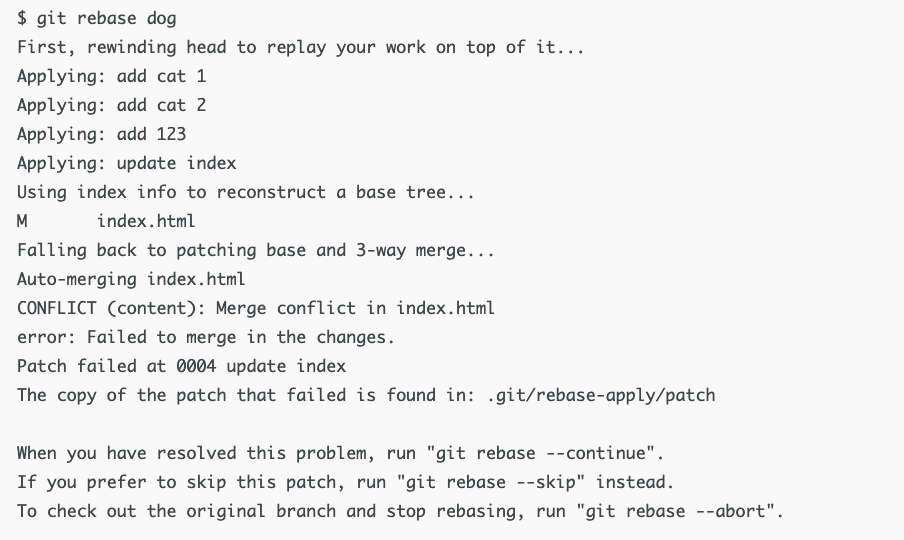 $ git rebase dog
First, rewinding head to replay your work on top of it...
Applying: add cat 1
Applying: add cat 2
Applying: add 123
Applying: update index
Using index info to reconstruct a base tree...
M       index.html
Falling back to patching base and 3-way merge...
Auto-merging index.html
CONFLICT (content): Merge conflict in index.html
error: Failed to merge in the changes.
Patch failed at 0004 update index
The copy of the patch that failed is found in: .git/rebase-apply/patch

When you have resolved this problem, run "git rebase --continue".
If you prefer to skip this patch, run "git rebase --skip" instead.
To check out the original branch and stop rebasing, run "git rebase --abort".